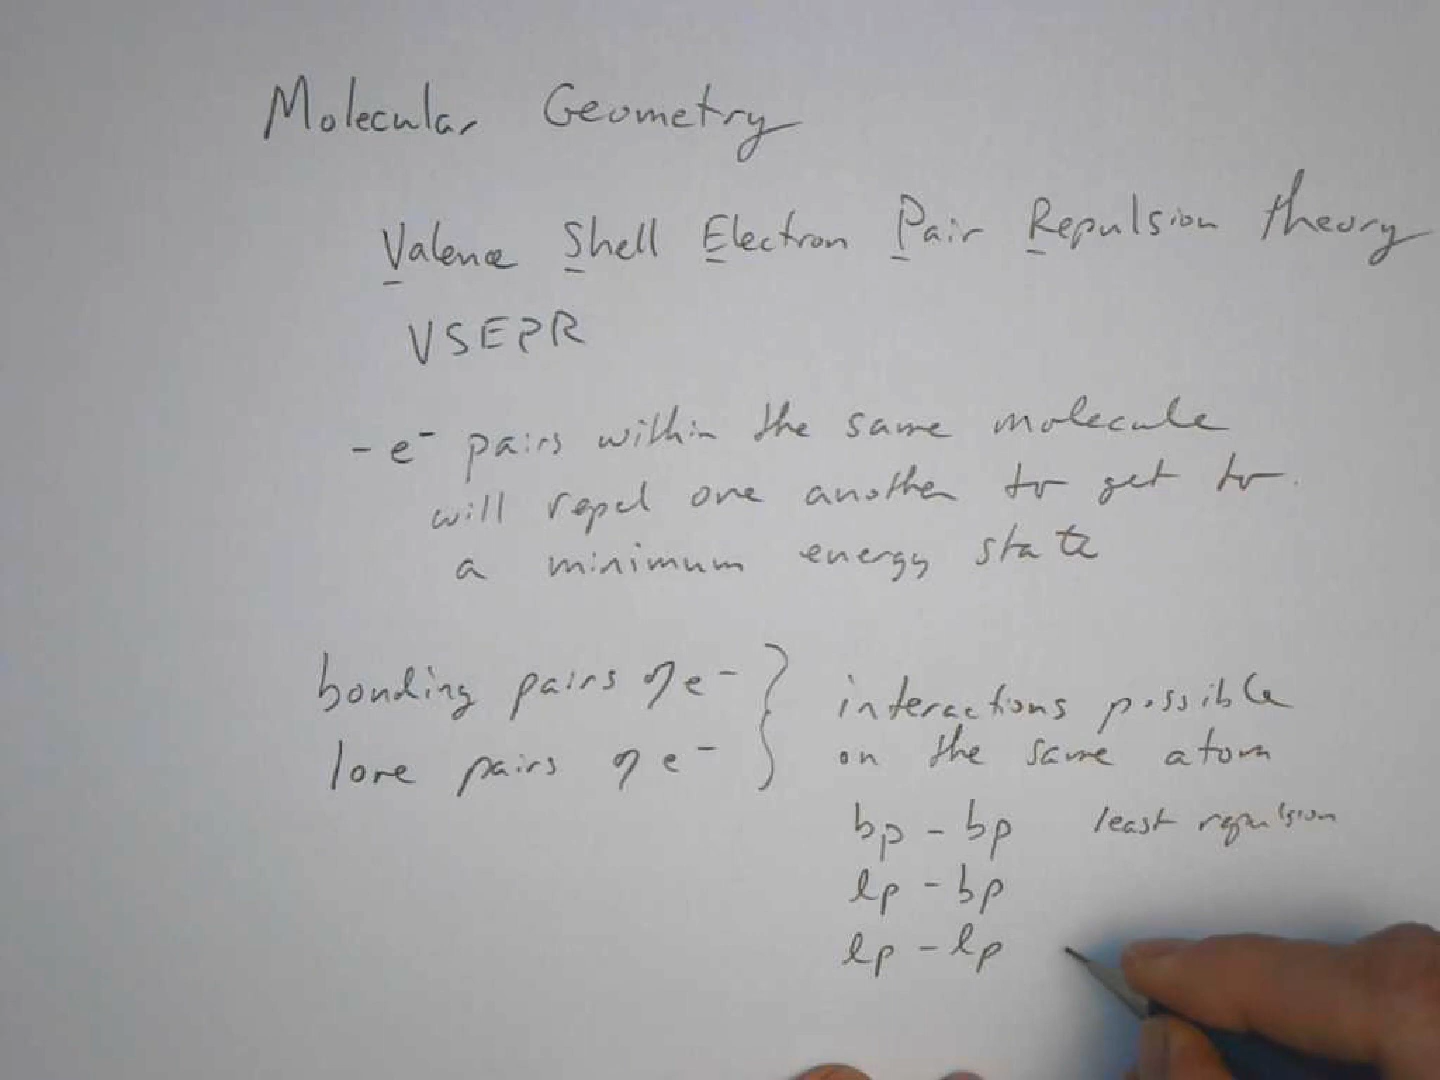 Molecular Geometry
Valence Shell Electron Pair Repulsion theory
VSEPR
- e⁻ pairs within the same molecule
will repel one another to get to
a minimum energy state
bonding pairs of e⁻ } interactions possible
lone pairs of e⁻ on the same atom
bp - bp least repulsion
lp - bp
lp - lp